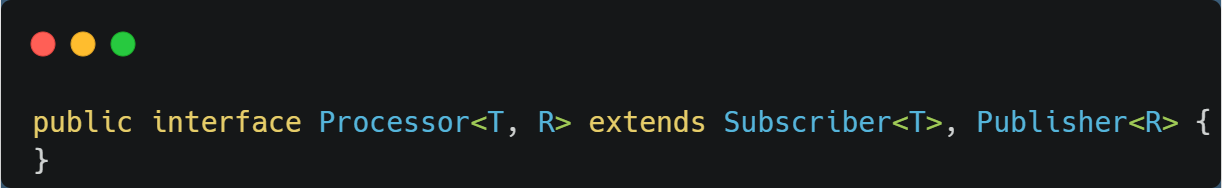 public interface Processor<T, R> extends Subscriber<T>, Publisher<R> {
}